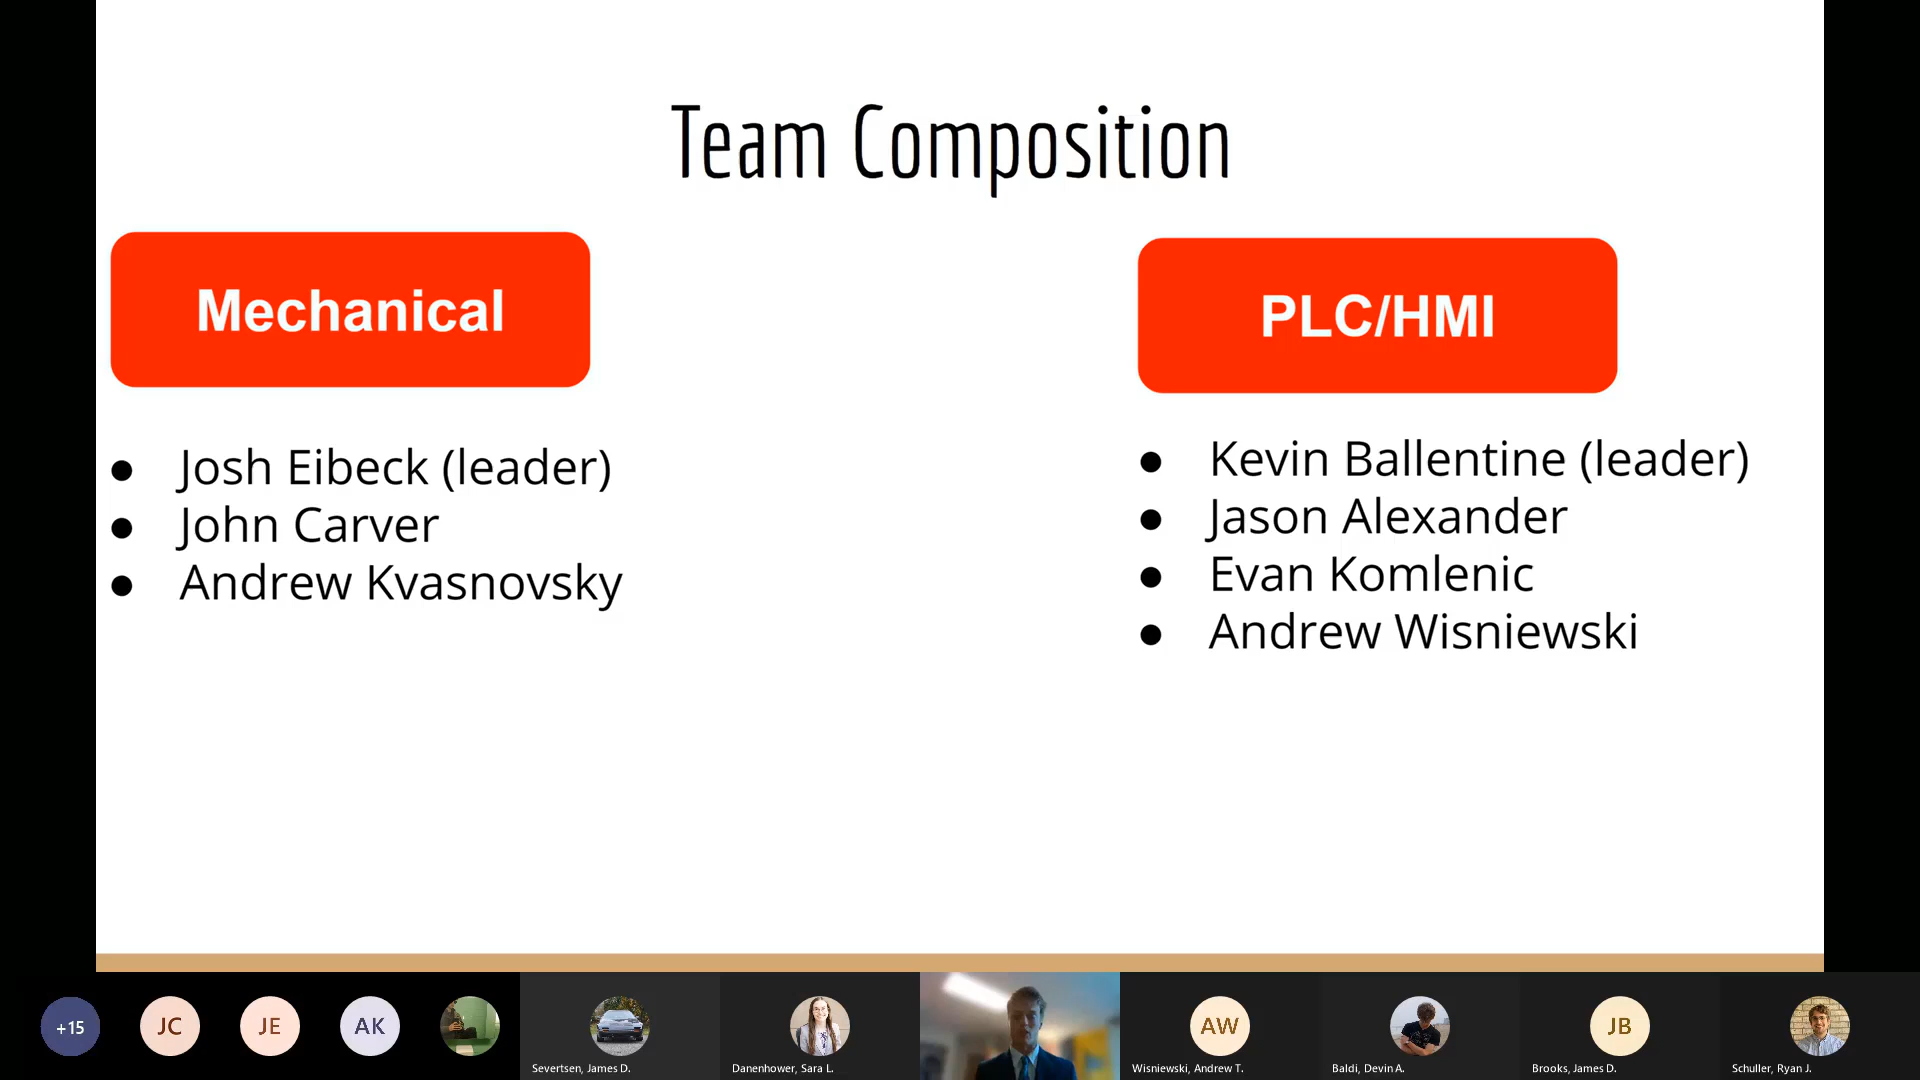 Team Composition
Mechanical
● Josh Eibeck (leader)
● John Carver
● Andrew Kvasnovsky
PLC/HMI
● Kevin Ballentine (leader)
● Jason Alexander
● Evan Komlenic
● Andrew Wisniewski
+15
JC
JE
AK
Severtsen, James D.
Danenhower, Sara L.
AW
Wisniewski, Andrew T.
Baldi, Devin A.
JB
Brooks, James D.
Schuller, Ryan J.